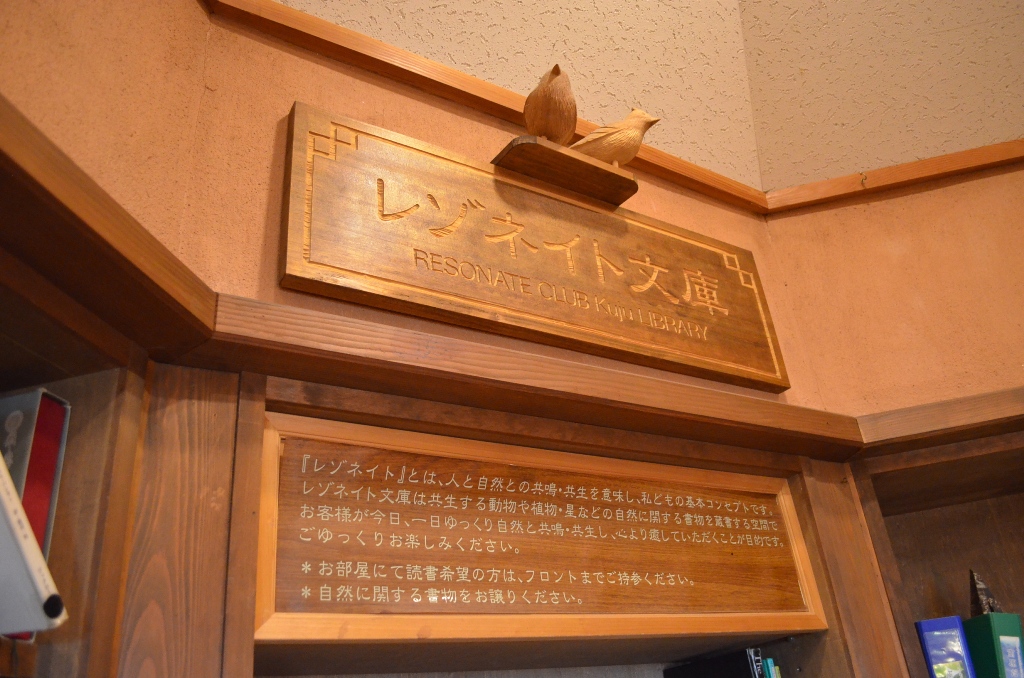 レゾネイト文庫
RESONATE CLUB Kuju LIBRARY
『レゾネイト』とは、人と自然との共鳴・共生を意味し、私どもの基本コンセプトです。
レゾネイト文庫は共生する動物や植物・星などの自然に関する書物を蔵書する空間で
お客様が今日、一日ゆっくり自然と共鳴・共生し、心より癒していただくことが目的です。
ごゆっくりお楽しみください。
＊お部屋にて読書希望の方は、フロントまでご持参ください。
＊自然に関する書物をお譲りください。